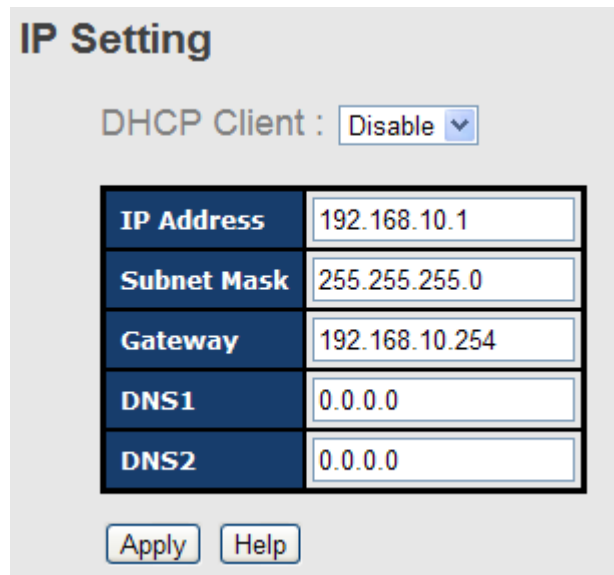 IP Setting
DHCP Client : Disable
IP Address 192.168.10.1
Subnet Mask 255.255.255.0
Gateway 192.168.10.254
DNS1 0.0.0.0
DNS2 0.0.0.0
Apply Help